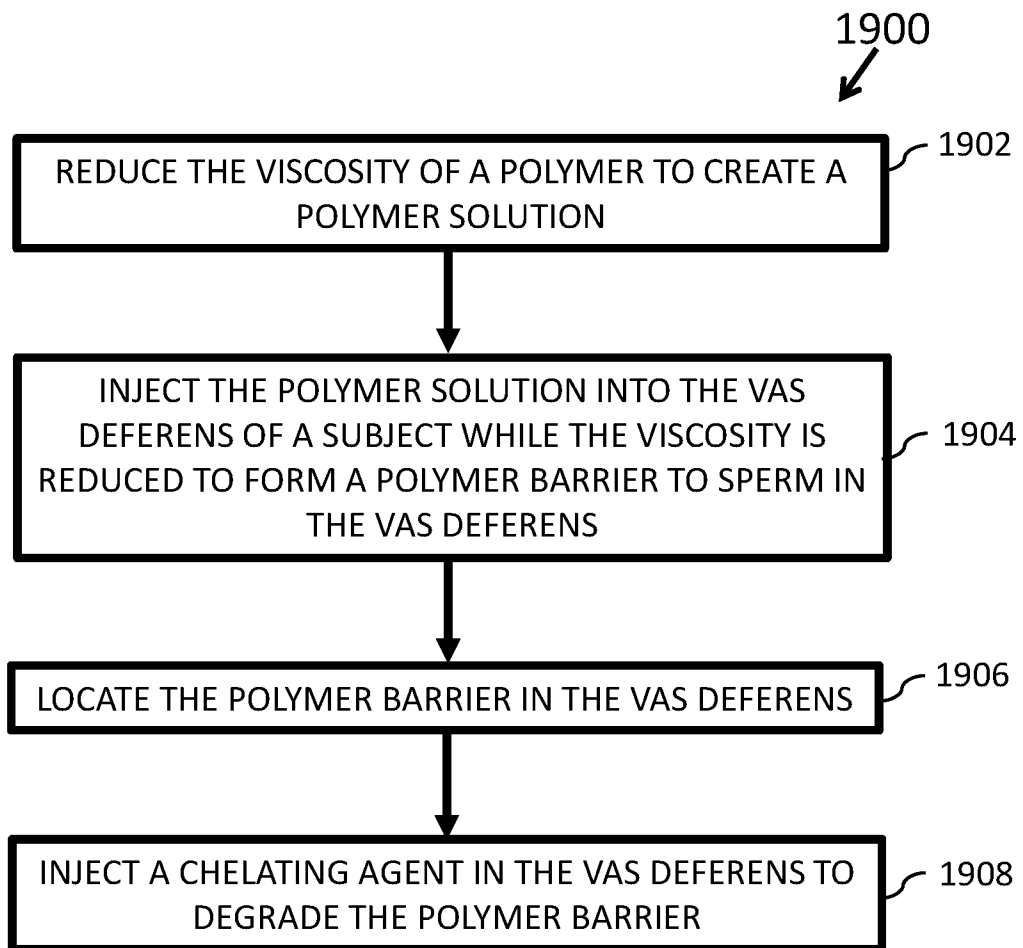 1900
1902
REDUCE THE VISCOSITY OF A POLYMER TO CREATE A
POLYMER SOLUTION
INJECT THE POLYMER SOLUTION INTO THE VAS
DEFERENS OF A SUBJECT WHILE THE VISCOSITY IS
1904
REDUCED TO FORM A POLYMER BARRIER TO SPERM IN
THE VAS DEFERENS
1906
LOCATE THE POLYMER BARRIER IN THE VAS DEFERENS
INJECT A CHELATING AGENT IN THE VAS DEFERENS TO
1908
DEGRADE THE POLYMER BARRIER